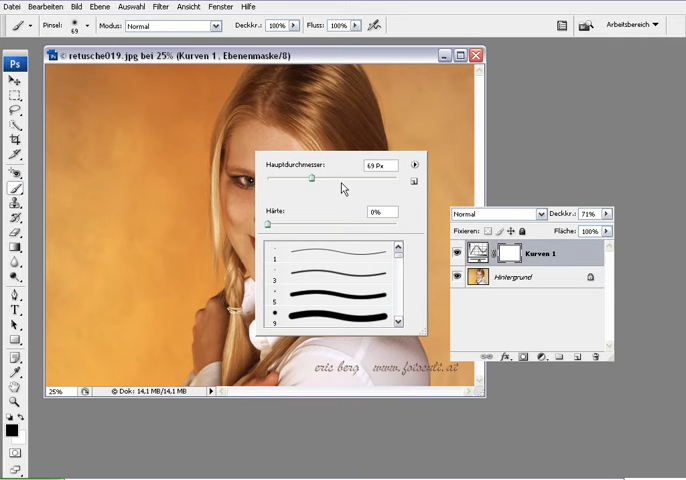 Datei Bearbeiten Bild Ebene Auswahl Filter Ansicht Fenster Hilfe
Pinsel: 69 Modus: Normal Deckkr.: 100% Fluss: 100% Arbeitsbereich
Ps
© retusche019.jpg bei 25% (Kurven 1, Ebenenmaske/8)
Hauptdurchmesser: 69 Px
Härte: 0%
1
3
5
9
Normal Deckkr.: 71%
Fixieren: Fläche: 100%
Kurven 1
Hintergrund
fx
eric berg www.fotocult.at
25% © Dok: 14,1 MB/14,1 MB